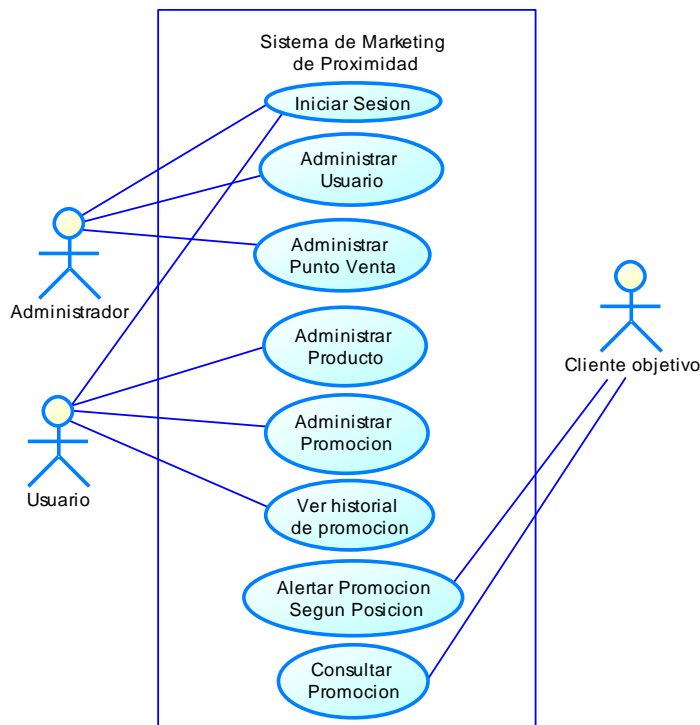 Sistema de Marketing
de Proximidad
Iniciar Sesion
Administrar
Usuario
Administrar
Punto Venta
Administrador
Administrar
Producto
Cliente objetivo
Administrar
Promocion
Usuario
Ver historial
de promocion
Alertar Promocion
Segun Posicion
Consultar
Promocion